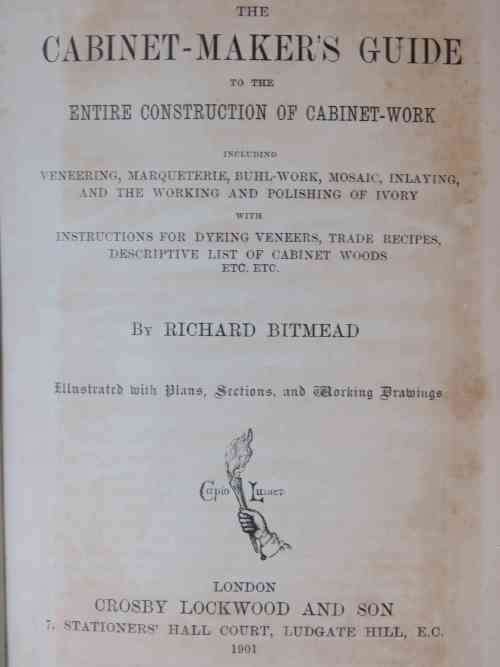 THE
CABINET-MAKER'S GUIDE
TO THE
ENTIRE CONSTRUCTION OF CABINET-WORK
INCLUDING
VENEERING, MARQUETERIE, BUHL-WORK, MOSAIC, INLAYING,
AND THE WORKING AND POLISHING OF IVORY
WITH
INSTRUCTIONS FOR DYEING VENEERS, TRADE RECIPES,
DESCRIPTIVE LIST OF CABINET WOODS
ETC. ETC.
BY RICHARD BITMEAD
Illustrated with Plans, Sections, and Working Drawings
Capio Lumen
LONDON
CROSBY LOCKWOOD AND SON
7, STATIONERS' HALL COURT, LUDGATE HILL, E.C.
1901